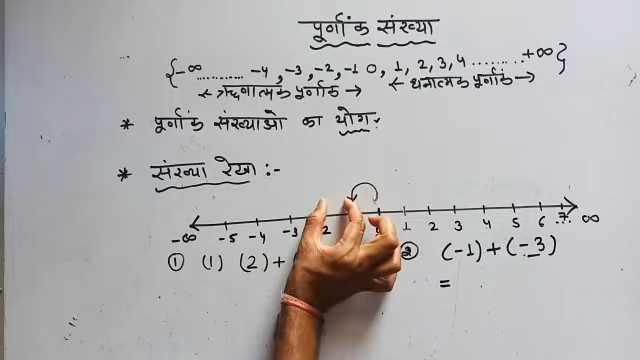 पूर्णांक संख्या
{-∞ ........... -4, -3, -2, -1 0, 1, 2, 3, 4 ......... +∞}
← ऋणात्मक पूर्णांक → ← धनात्मक पूर्णांक →
* पूर्णांक संख्याओ का योग:
* संख्या रेखा :-
-∞ -5 -4 -3 2 1 2 3 4 5 6 7.. ∞
① (1) (2) + ② (-1) + (-3)
=